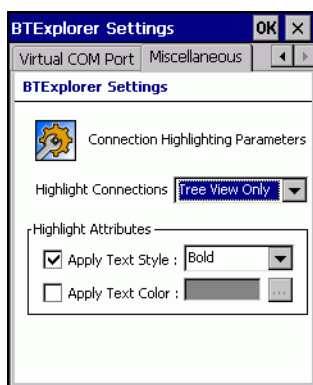 BTExplorer Settings OK ×
Virtual COM Port Miscellaneous
BTExplorer Settings
Connection Highlighting Parameters
Highlight Connections Tree View Only
Highlight Attributes
Apply Text Style : Bold
Apply Text Color : ...